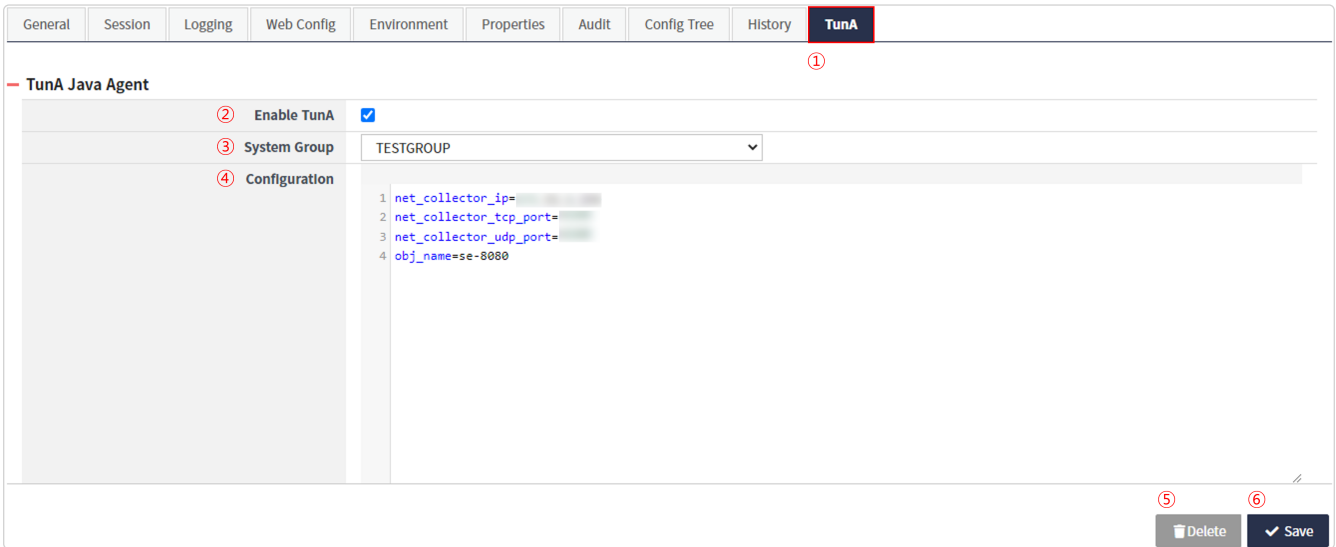 General Session Logging Web Config Environment Properties Audit Config Tree History TunA
①
TunA Java Agent
② Enable TunA
③ System Group TESTGROUP
④ Configuration
1 net_collector_ip=
2 net_collector_tcp_port=
3 net_collector_udp_port=
4 obj_name=se-8080
⑤ ⑥
Delete Save